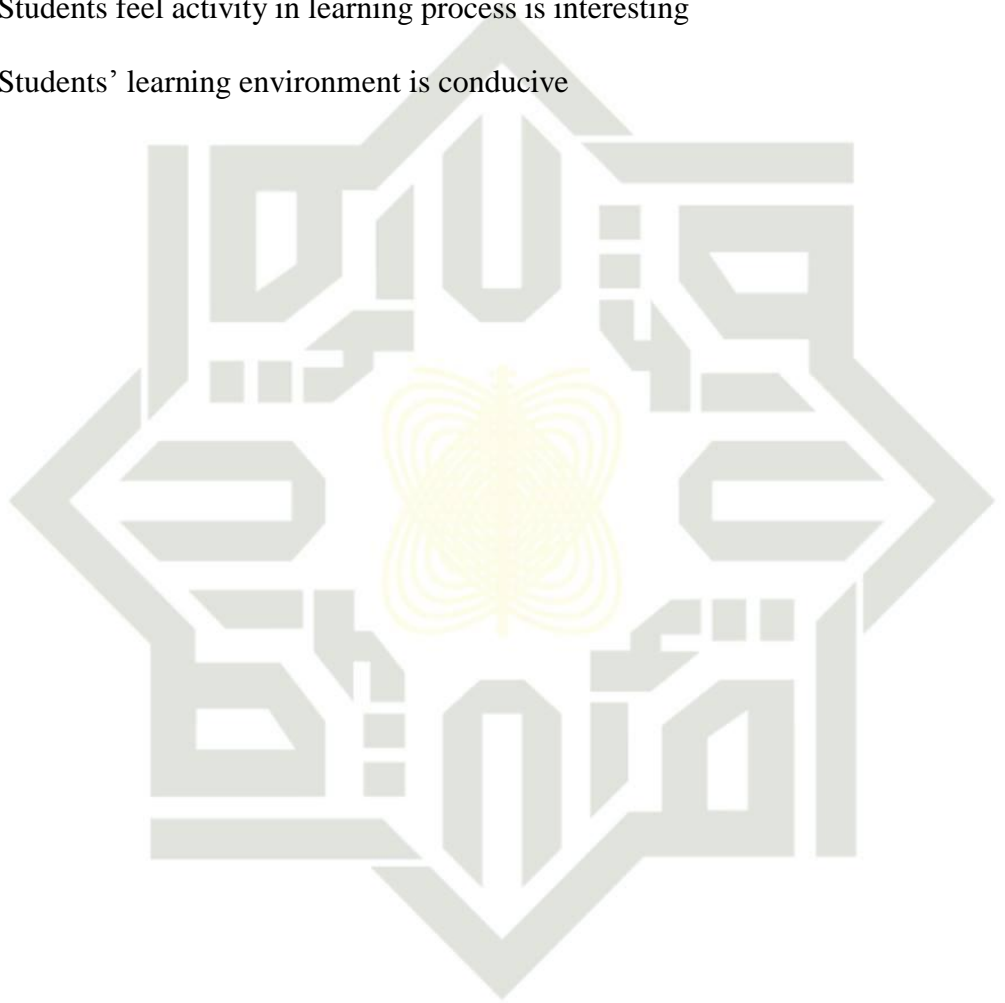 Students feel activity in learning process is interesting
Students’ learning environment is conducive